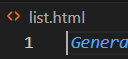 <> list.html
1 Genera